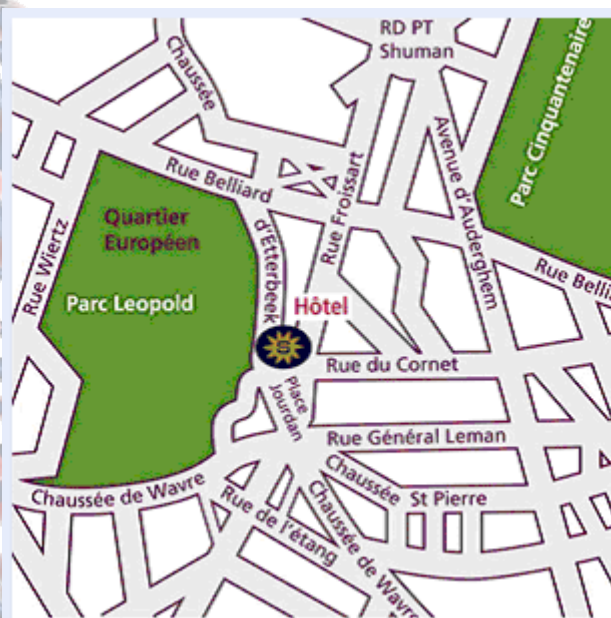 RD PT
Shuman
Chaussée
Parc Cinquantenaire
Rue Belliard
Rue Froissart
Avenue d'Auderghem
Quartier
Européen
d'Etterbeek
Rue Wiertz
Rue Belli
Parc Leopold
Hôtel
S
Rue du Cornet
Place
Jourdan
Rue Général Leman
Chaussée St Pierre
Chaussée de Wavre
Rue de l'étang
Chaussée de Wavre